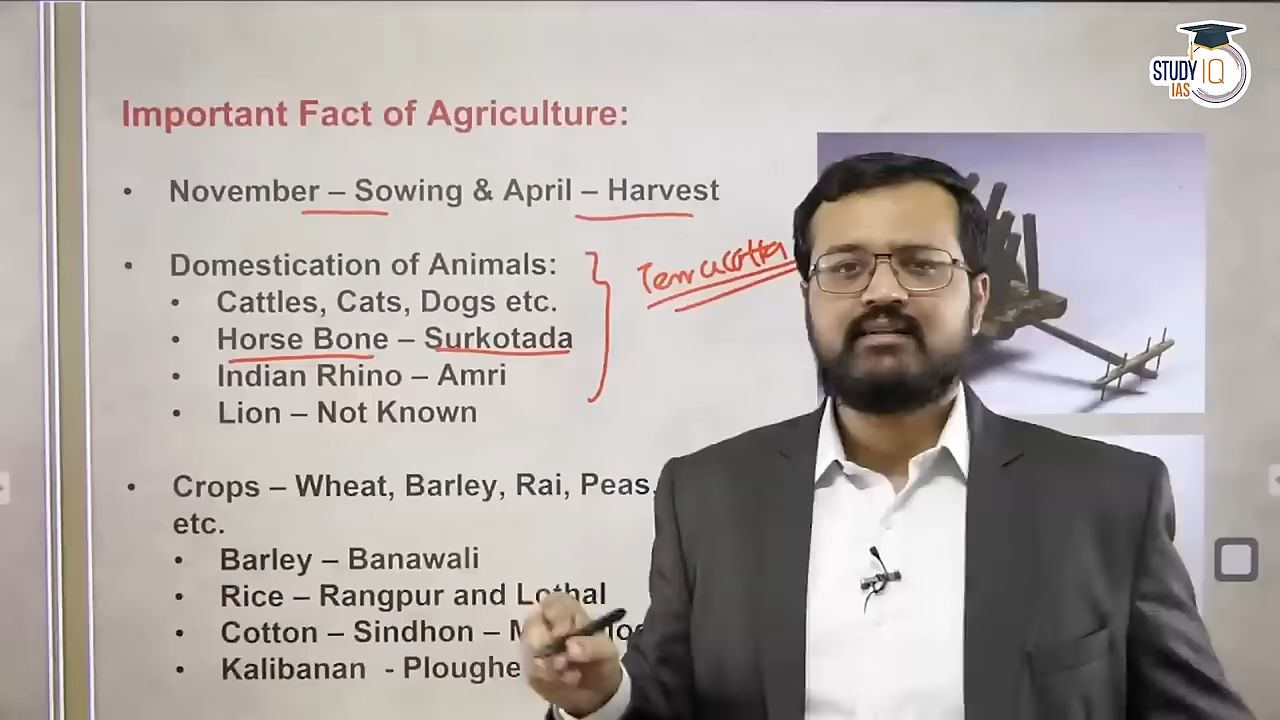 STUDY IQ
IAS
Important Fact of Agriculture:
• November – Sowing & April – Harvest
• Domestication of Animals:
Terracotta
• Cattles, Cats, Dogs etc.
• Horse Bone – Surkotada
• Indian Rhino – Amri
• Lion – Not Known
• Crops – Wheat, Barley, Rai, Peas,
etc.
• Barley – Banawali
• Rice – Rangpur and Lothal
• Cotton – Sindhon –
• Kalibanan -